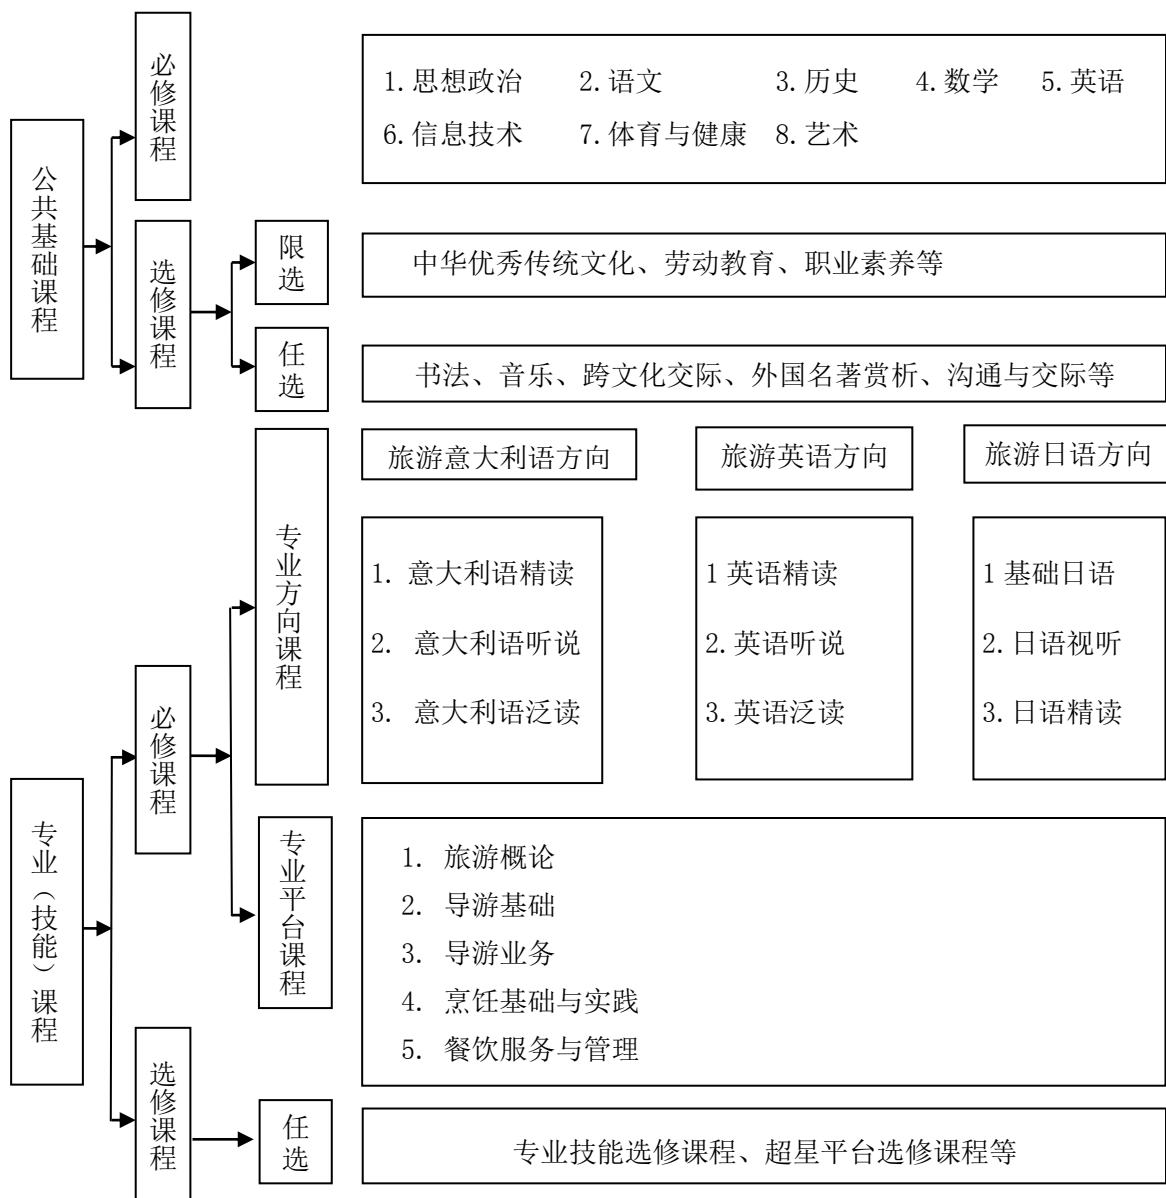 公共基础课程
必修课程
1.思想政治 2.语文 3.历史 4.数学 5.英语
6.信息技术 7.体育与健康 8.艺术
选修课程
限选
中华优秀传统文化、劳动教育、职业素养等
任选
书法、音乐、跨文化交际、外国名著赏析、沟通与交际等
专业（技能）课程
必修课程
专业方向课程
旅游意大利语方向
旅游英语方向
旅游日语方向
1. 意大利语精读
2. 意大利语听说
3. 意大利语泛读
1 英语精读
2.英语听说
3.英语泛读
1 基础日语
2.日语视听
3.日语精读
专业平台课程
1. 旅游概论
2. 导游基础
3. 导游业务
4. 烹饪基础与实践
5. 餐饮服务与管理
选修课程
任选
专业技能选修课程、超星平台选修课程等